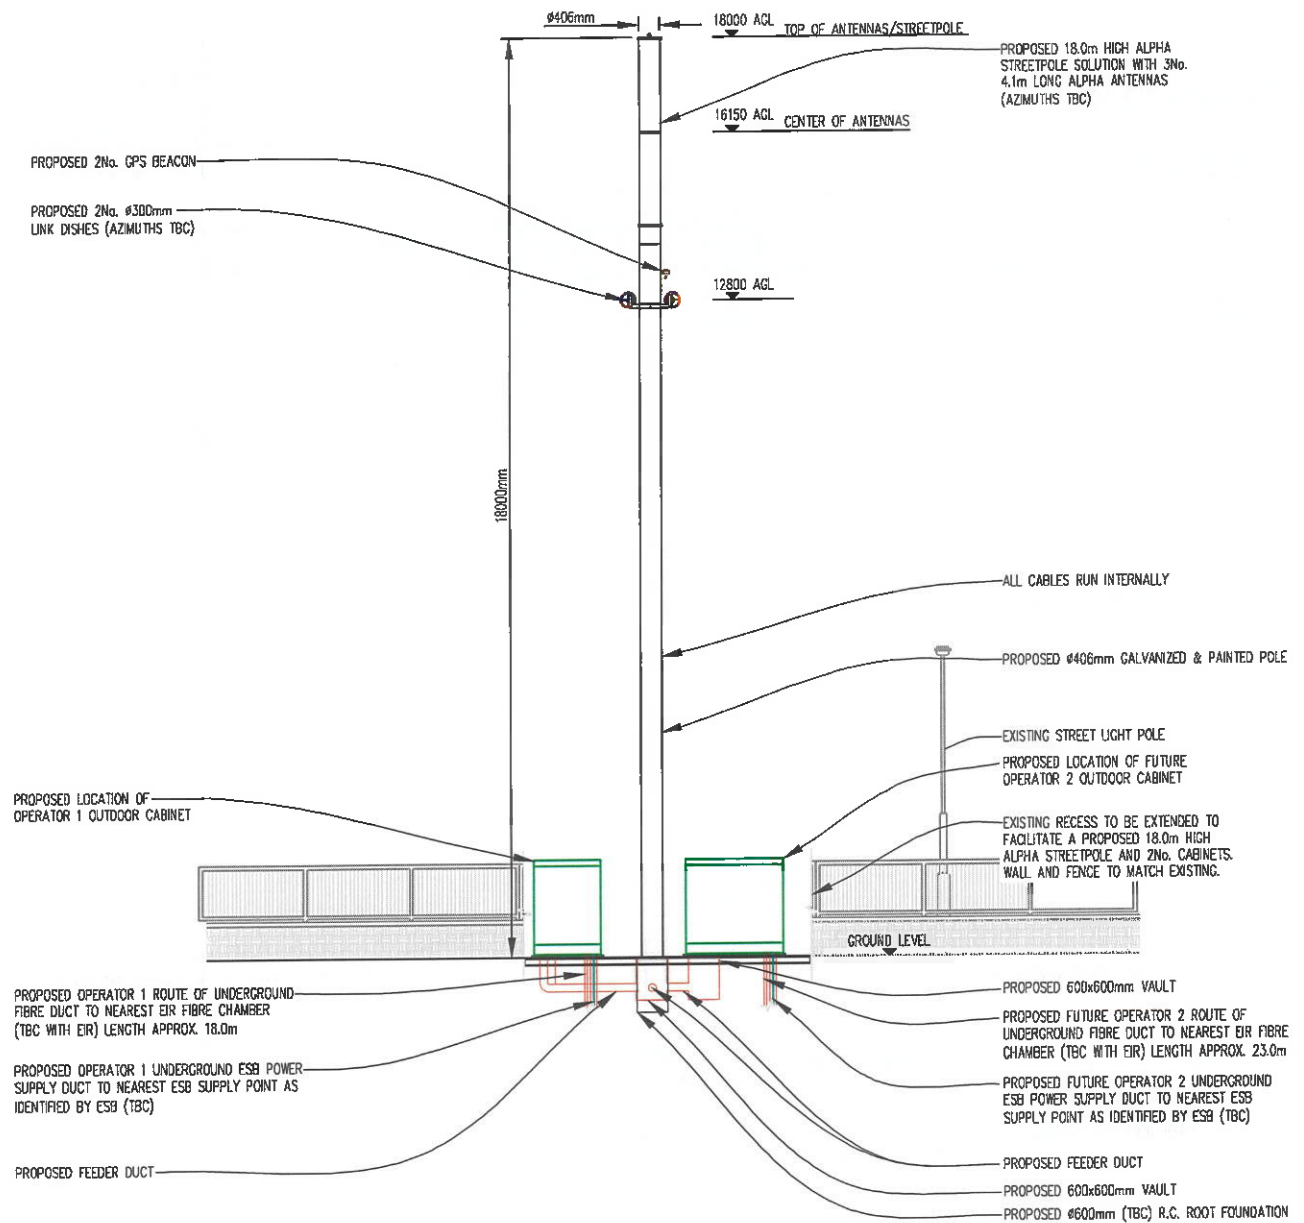 ø406mm
18000 AGL
TOP OF ANTENNAS/STREETPOLE
PROPOSED 18.0m HIGH ALPHA
STREETPOLE SOLUTION WITH 3No.
4.1m LONG ALPHA ANTENNAS
(AZIMUTHS TBC)
16150 AGL
CENTER OF ANTENNAS
PROPOSED 2No. GPS BEACON
PROPOSED 2No. ø300mm
LINK DISHES (AZIMUTHS TBC)
12800 AGL
18000mm
ALL CABLES RUN INTERNALLY
PROPOSED ø406mm GALVANIZED & PAINTED POLE
EXISTING STREET LIGHT POLE
PROPOSED LOCATION OF FUTURE
OPERATOR 2 OUTDOOR CABINET
PROPOSED LOCATION OF
OPERATOR 1 OUTDOOR CABINET
EXISTING RECESS TO BE EXTENDED TO
FACILITATE A PROPOSED 18.0m HIGH
ALPHA STREETPOLE AND 2No. CABINETS.
WALL AND FENCE TO MATCH EXISTING.
GROUND LEVEL
PROPOSED OPERATOR 1 ROUTE OF UNDERGROUND
FIBRE DUCT TO NEAREST EIR FIBRE CHAMBER
(TBC WITH EIR) LENGTH APPROX. 18.0m
PROPOSED OPERATOR 1 UNDERGROUND ESB POWER
SUPPLY DUCT TO NEAREST ESB SUPPLY POINT AS
IDENTIFIED BY ESB (TBC)
PROPOSED FEEDER DUCT
PROPOSED 600x600mm VAULT
PROPOSED FUTURE OPERATOR 2 ROUTE OF
UNDERGROUND FIBRE DUCT TO NEAREST EIR FIBRE
CHAMBER (TBC WITH EIR) LENGTH APPROX. 23.0m
PROPOSED FUTURE OPERATOR 2 UNDERGROUND
ESB POWER SUPPLY DUCT TO NEAREST ESB
SUPPLY POINT AS IDENTIFIED BY ESB (TBC)
PROPOSED FEEDER DUCT
PROPOSED 600x600mm VAULT
PROPOSED ø600mm (TBC) R.C. ROOT FOUNDATION